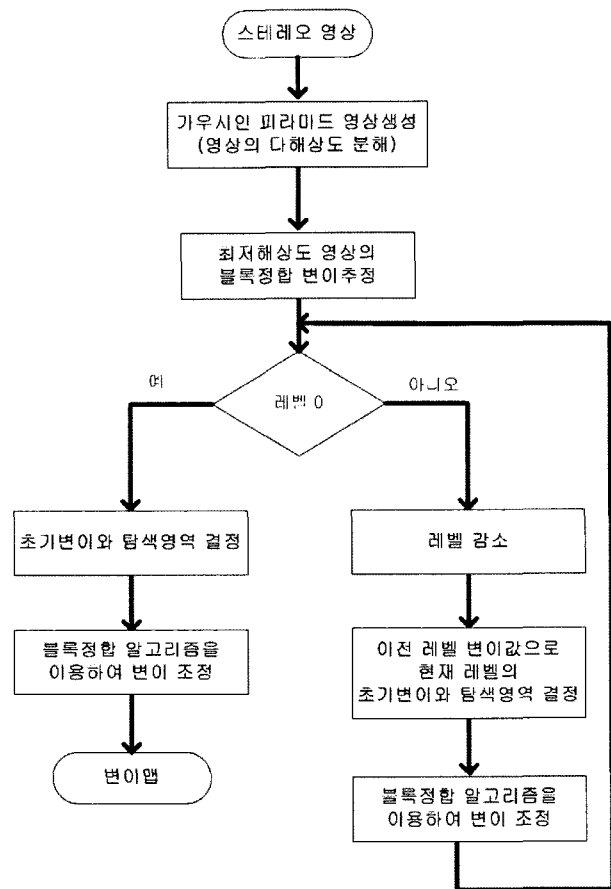 스테레오 영상
가우시인 피라마드 영상생성
(영상의 다해상도 분해)
최저해상도 영상의
블록정합 변이추정
레벨 0
예
아니오
초기변이와 탐색영역 결정
블록정합 알고리즘을
이용하여 변이 조정
변이맵
레벨 감소
이전 레벨 변이값으로
현재 레벨의
초기변이와 탐색영역 결정
블록정합 알고리즘을
이용하여 변이 조정